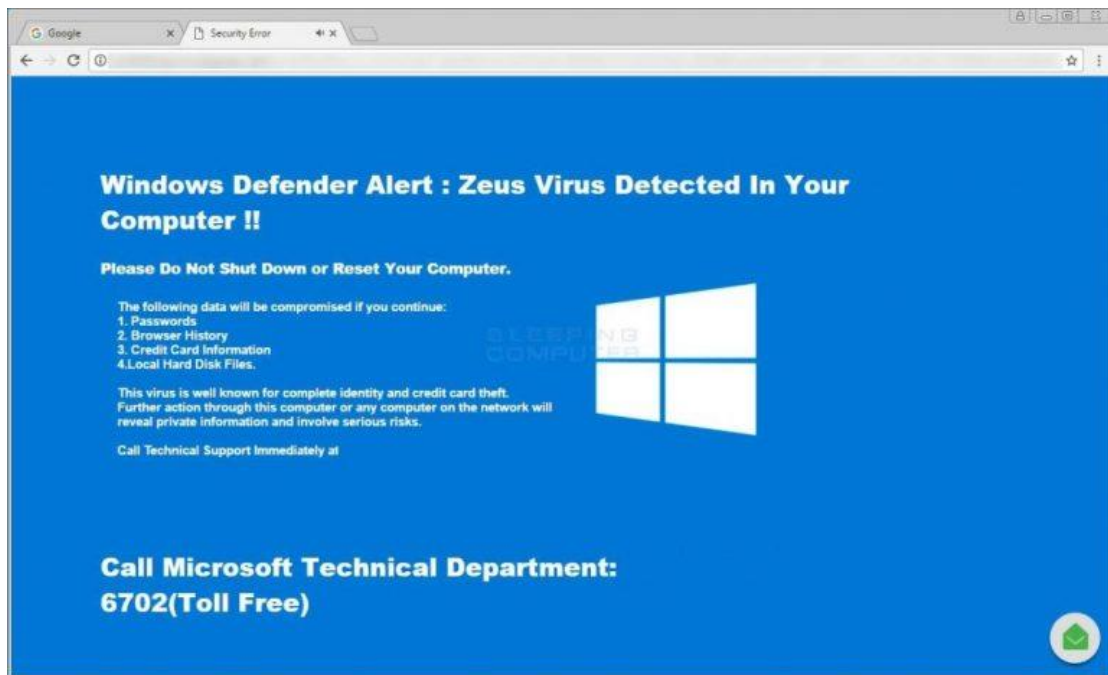 Google
Security Error
Windows Defender Alert : Zeus Virus Detected In Your
Computer !!
Please Do Not Shut Down or Reset Your Computer.
The following data will be compromised if you continue:
1. Passwords
2. Browser History
3. Credit Card Information
4.Local Hard Disk Files.
BLEEPING
COMPUTER
This virus is well known for complete identity and credit card theft.
Further action through this computer or any computer on the network will
reveal private information and involve serious risks.
Call Technical Support Immediately at
Call Microsoft Technical Department:
6702(Toll Free)